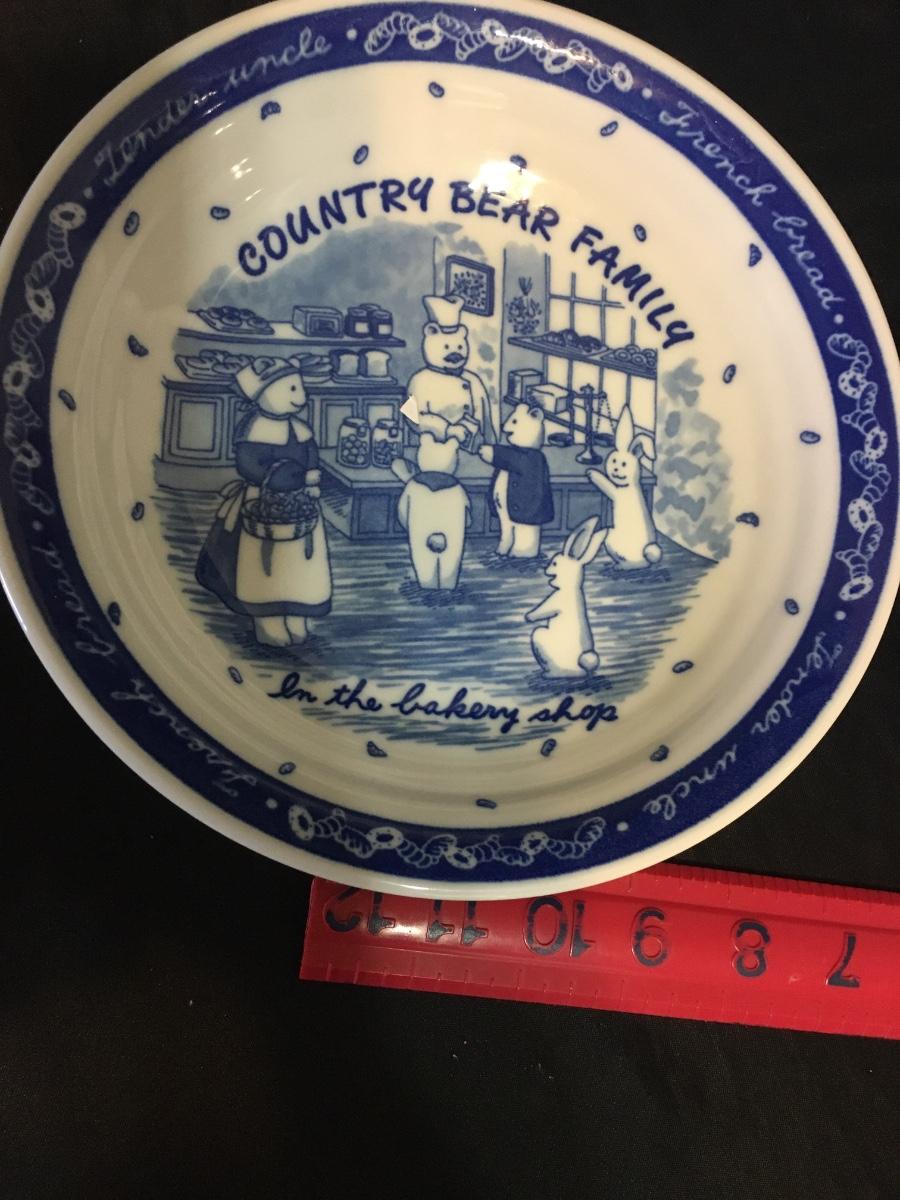 Tender uncle • • French bread •
COUNTRY BEAR FAMILY
In the bakery shop
• French bread • • Tender uncle •
12 11 10 9 8 7